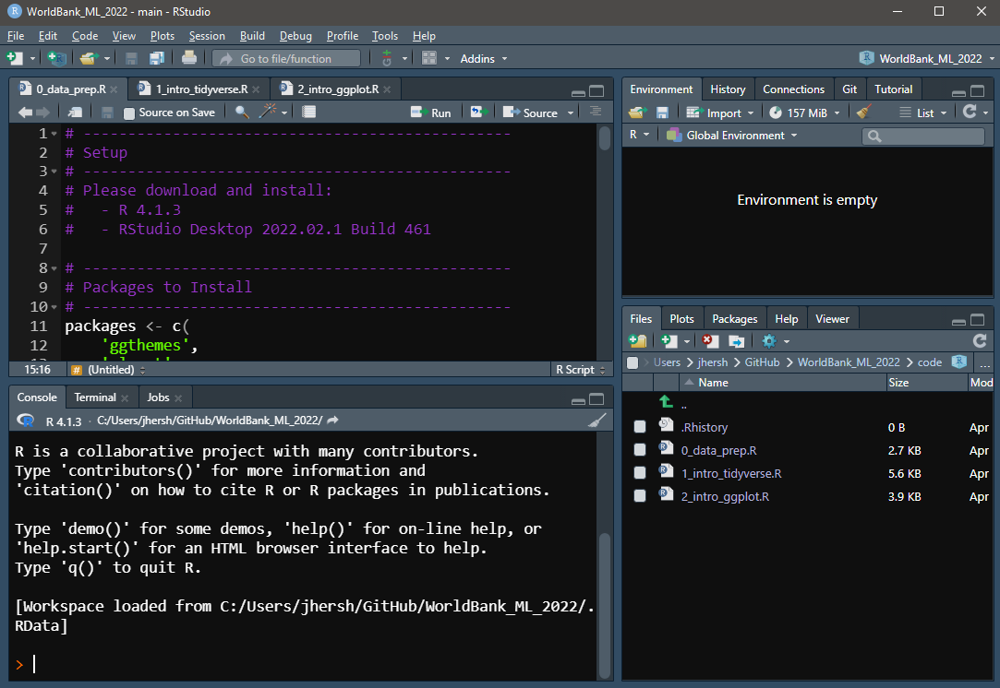 WorldBank_ML_2022 - main - RStudio
File Edit Code View Plots Session Build Debug Profile Tools Help
Go to file/function Addins WorldBank_ML_2022
0_data_prep.R 1_intro_tidyverse.R 2_intro_ggplot.R
Source on Save Run Source
1 # ------------------------------------------------
2 # Setup
3 # ------------------------------------------------
4 # Please download and install:
5 #   - R 4.1.3
6 #   - RStudio Desktop 2022.02.1 Build 461
7
8 # ------------------------------------------------
9 # Packages to Install
10 # ------------------------------------------------
11 packages <- c(
12     'ggthemes',
15:16 # (Untitled) R Script
Console Terminal Jobs
R 4.1.3 · C:/Users/jhersh/GitHub/WorldBank_ML_2022/
R is a collaborative project with many contributors.
Type 'contributors()' for more information and
'citation()' on how to cite R or R packages in publications.
Type 'demo()' for some demos, 'help()' for on-line help, or
'help.start()' for an HTML browser interface to help.
Type 'q()' to quit R.
[Workspace loaded from C:/Users/jhersh/GitHub/WorldBank_ML_2022/.
RData]
>
Environment History Connections Git Tutorial
Import 157 MiB List
R Global Environment
Environment is empty
Files Plots Packages Help Viewer
Users jhersh GitHub WorldBank_ML_2022 code ...
Name Size Mod
..
.Rhistory 0 B Apr
0_data_prep.R 2.7 KB Apr
1_intro_tidyverse.R 5.6 KB Apr
2_intro_ggplot.R 3.9 KB Apr